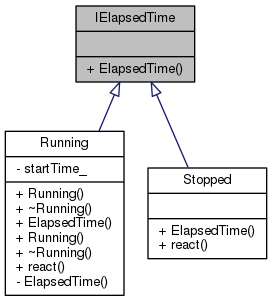 IElapsedTime
+ ElapsedTime()
Running
- startTime_
+ Running()
+ ~Running()
+ ElapsedTime()
+ Running()
+ ~Running()
+ react()
- ElapsedTime()
Stopped
+ ElapsedTime()
+ react()